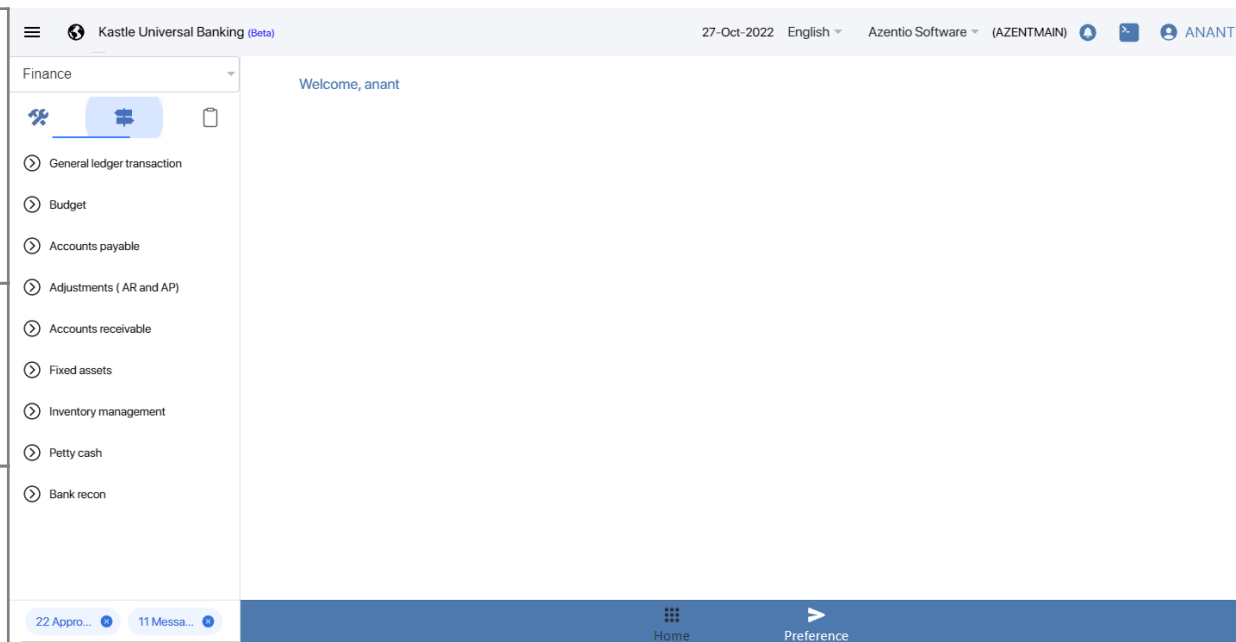 Kastle Universal Banking (Beta)
27-Oct-2022 English Azentio Software (AZENTMAIN) ANANT
Finance
Welcome, anant
General ledger transaction
Budget
Accounts payable
Adjustments ( AR and AP)
Accounts receivable
Fixed assets
Inventory management
Petty cash
Bank recon
22 Appro... 11 Messa...
Home Preference